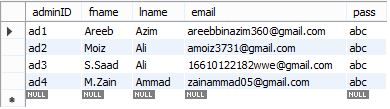 adminID fname lname email pass
ad1 Areeb Azim areebbinazim360@gmail.com abc
ad2 Moiz Ali amoiz3731@gmail.com abc
ad3 S.Saad Ali 16610122182wwe@gmail.com abc
ad4 M.Zain Ammad zainammad05@gmail.com abc
NULL NULL NULL NULL NULL